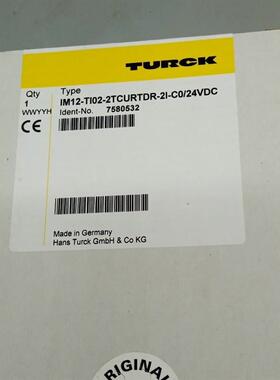 TURCK
Qty Type
1 IM12-TI02-2TCURTDR-2I-C0/24VDC
WWYYH Ident-No. 7580532
CE
Made in Germany
Hans Turck GmbH & Co KG
ORIGINAL